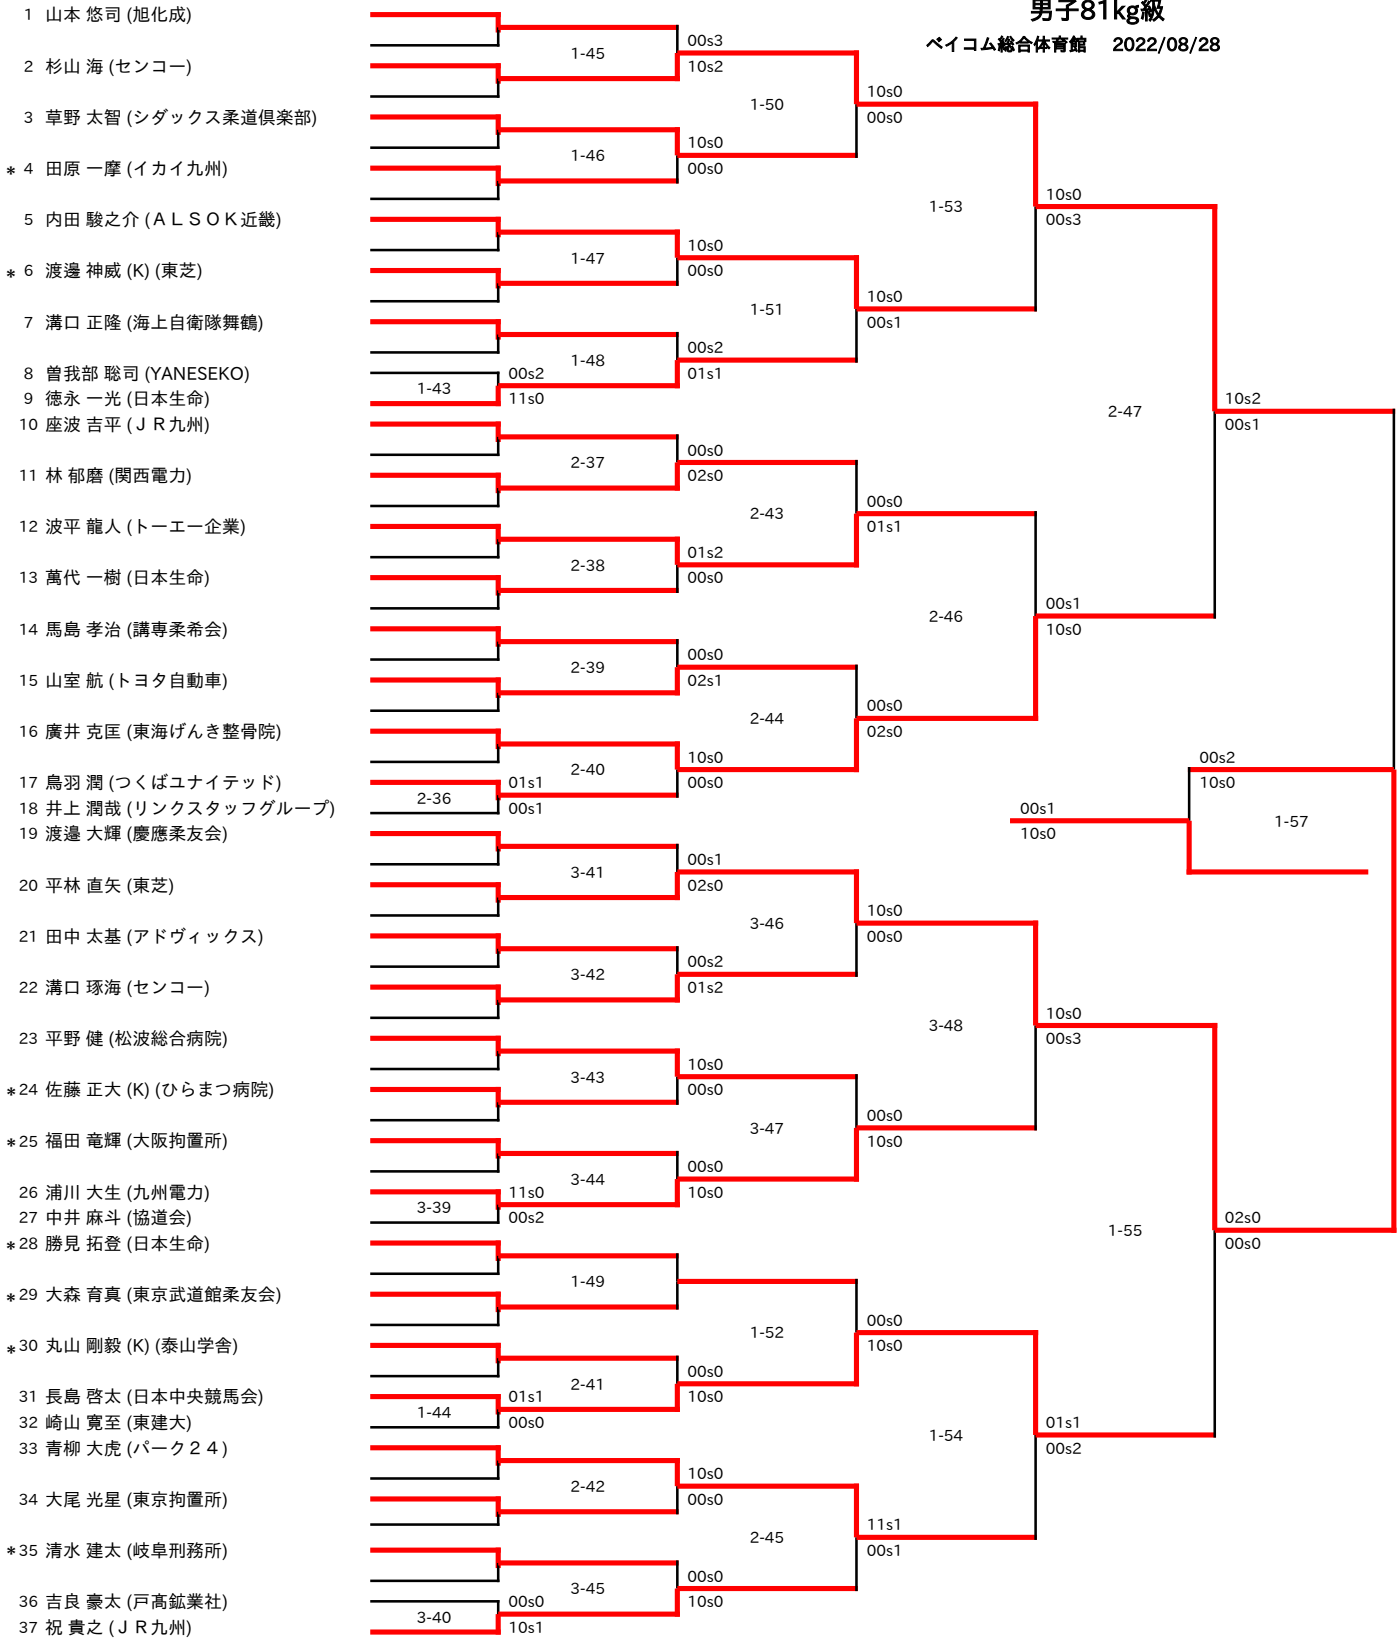 男子81kg級
ベイコム総合体育館 2022/08/28
1 山本 悠司 (旭化成)
2 杉山 海 (センコー)
3 草野 太智 (シダックス柔道倶楽部)
* 4 田原 一摩 (イカイ九州)
5 内田 駿之介 (ＡＬＳＯＫ近畿)
* 6 渡邊 神威 (K) (東芝)
7 溝口 正隆 (海上自衛隊舞鶴)
8 曽我部 聡司 (YANESEKO)
9 徳永 一光 (日本生命)
10 座波 吉平 (ＪＲ九州)
11 林 郁磨 (関西電力)
12 波平 龍人 (トーエー企業)
13 萬代 一樹 (日本生命)
14 馬島 孝治 (講専柔希会)
15 山室 航 (トヨタ自動車)
16 廣井 克匡 (東海げんき整骨院)
17 鳥羽 潤 (つくばユナイテッド)
18 井上 潤哉 (リンクスタッフグループ)
19 渡邉 大輝 (慶應柔友会)
20 平林 直矢 (東芝)
21 田中 太基 (アドヴィックス)
22 溝口 琢海 (センコー)
23 平野 健 (松波総合病院)
* 24 佐藤 正大 (K) (ひらまつ病院)
* 25 福田 竜輝 (大阪拘置所)
26 浦川 大生 (九州電力)
27 中井 麻斗 (協道会)
* 28 勝見 拓登 (日本生命)
* 29 大森 育真 (東京武道館柔友会)
* 30 丸山 剛毅 (K) (泰山学舎)
31 長島 啓太 (日本中央競馬会)
32 崎山 寛至 (東建大)
33 青柳 大虎 (パーク２４)
34 大尾 光星 (東京拘置所)
* 35 清水 建太 (岐阜刑務所)
36 吉良 豪太 (戸髙鉱業社)
37 祝 貴之 (ＪＲ九州)
1-43
00s2
11s0
2-36
01s1
00s1
3-39
11s0
00s2
1-44
01s1
00s0
3-40
00s0
10s1
1-45
00s3
10s2
1-46
10s0
00s0
1-47
10s0
00s0
1-48
00s2
01s1
2-37
00s0
02s0
2-38
01s2
00s0
2-39
00s0
02s1
2-40
10s0
00s0
3-41
00s1
02s0
3-42
00s2
01s2
3-43
10s0
00s0
3-44
00s0
10s0
1-49
2-41
00s0
10s0
2-42
10s0
00s0
3-45
00s0
10s0
1-50
10s0
00s0
1-51
10s0
00s1
2-43
00s0
01s1
2-44
00s0
02s0
3-46
10s0
00s0
3-47
00s0
10s0
1-52
00s0
10s0
2-45
11s1
00s1
1-53
10s0
00s3
2-46
00s1
10s0
3-48
10s0
00s3
1-54
01s1
00s2
2-47
10s2
00s1
1-55
02s0
00s0
00s2
10s0
1-57
00s1
10s0